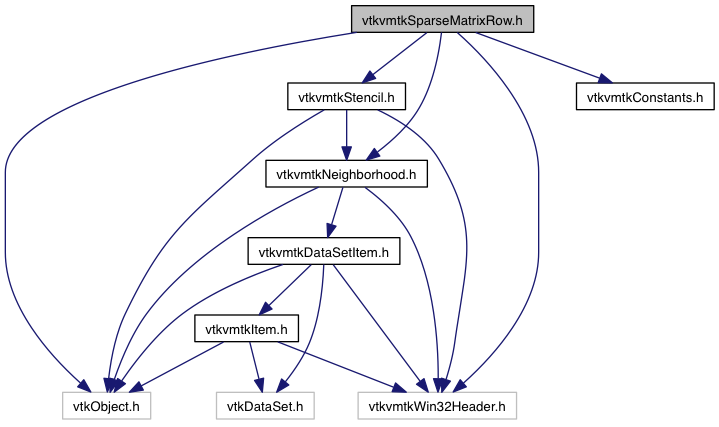 vtkvmtkSparseMatrixRow.h
vtkvmtkStencil.h
vtkvmtkConstants.h
vtkvmtkNeighborhood.h
vtkvmtkDataSetItem.h
vtkvmtkItem.h
vtkObject.h
vtkDataSet.h
vtkvmtkWin32Header.h